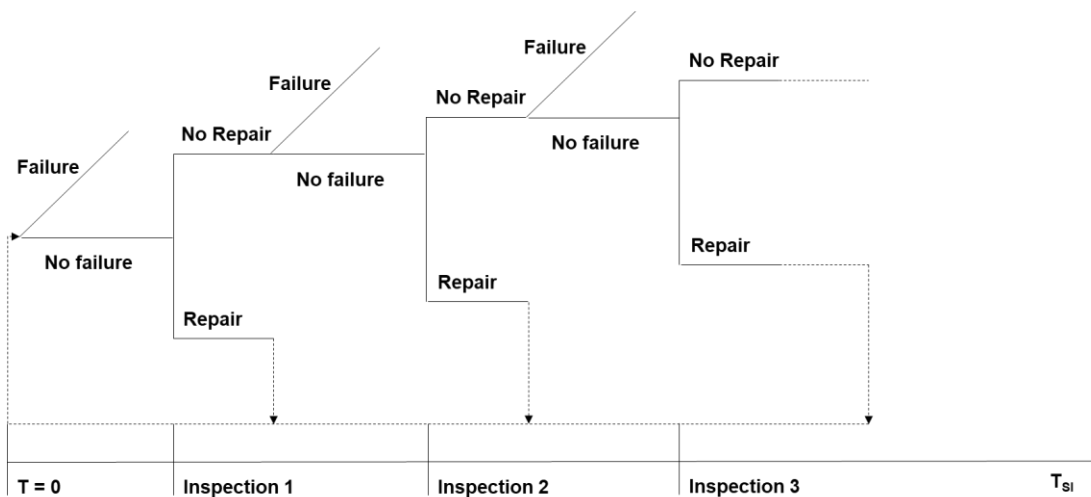 Failure
No Repair
Failure
No Repair
Failure
No Repair
No failure
No failure
Repair
No failure
Repair
Repair
T = 0
Inspection 1
Inspection 2
Inspection 3
TSI